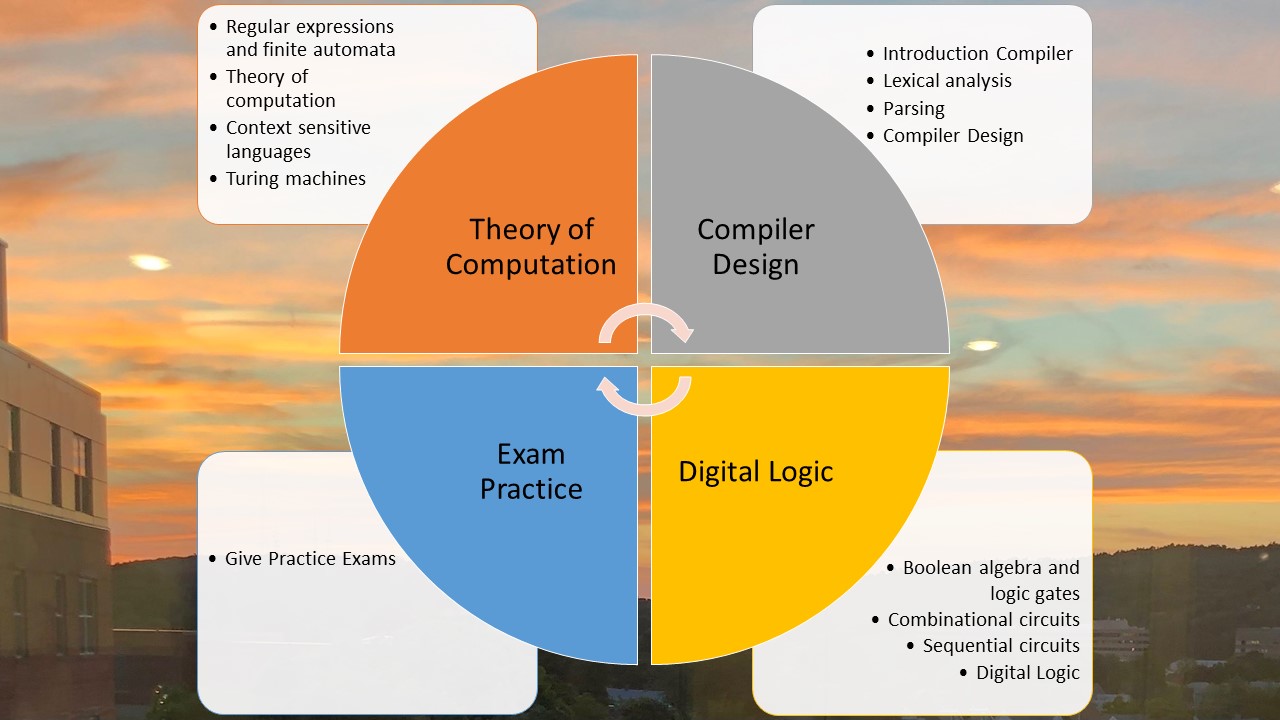 • Regular expressions
and finite automata
• Theory of
computation
• Context sensitive
languages
• Turing machines
• Introduction Compiler
• Lexical analysis
• Parsing
• Compiler Design
Theory of
Computation
Compiler
Design
Exam
Practice
Digital Logic
• Give Practice Exams
• Boolean algebra and
logic gates
• Combinational circuits
• Sequential circuits
• Digital Logic